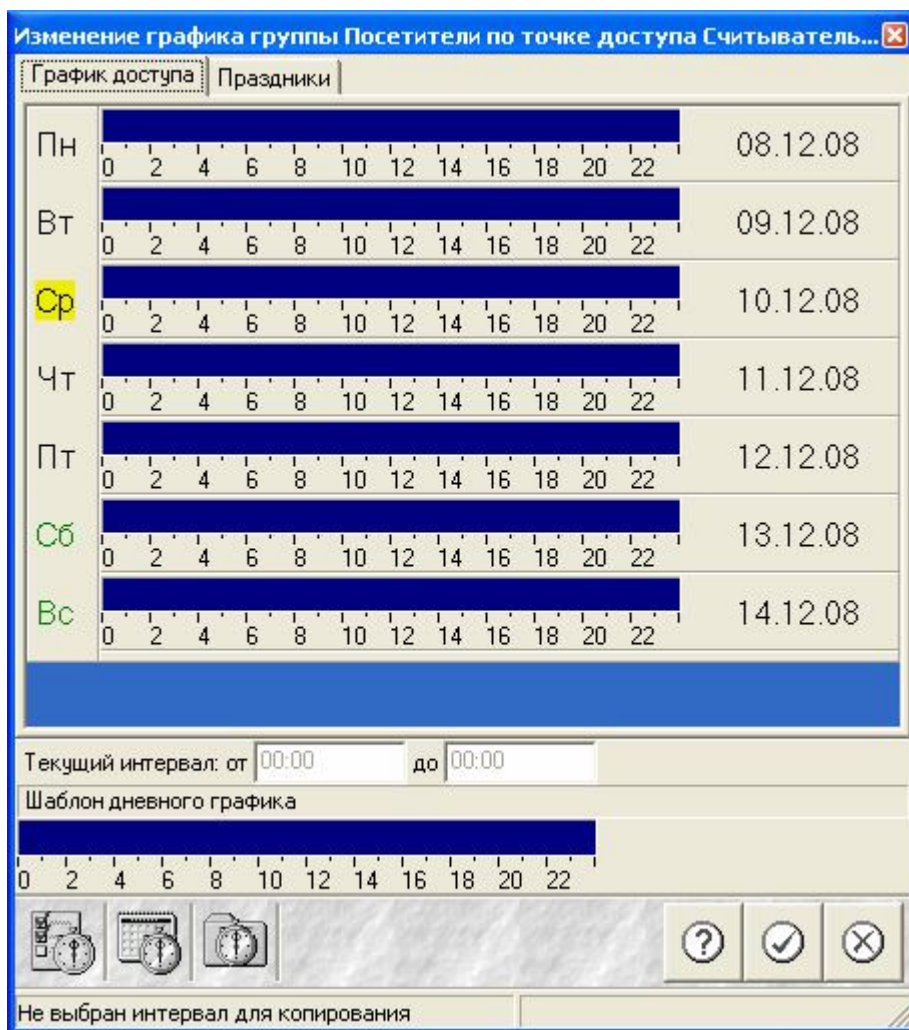 Изменение графика группы Посетители по точке доступа Считыватель...
График доступа Праздники
Пн 08.12.08
0 2 4 6 8 10 12 14 16 18 20 22
Вт 09.12.08
0 2 4 6 8 10 12 14 16 18 20 22
Ср 10.12.08
0 2 4 6 8 10 12 14 16 18 20 22
Чт 11.12.08
0 2 4 6 8 10 12 14 16 18 20 22
Пт 12.12.08
0 2 4 6 8 10 12 14 16 18 20 22
Сб 13.12.08
0 2 4 6 8 10 12 14 16 18 20 22
Вс 14.12.08
0 2 4 6 8 10 12 14 16 18 20 22
Текущий интервал: от 00:00 до 00:00
Шаблон дневного графика
0 2 4 6 8 10 12 14 16 18 20 22
?
Не выбран интервал для копирования